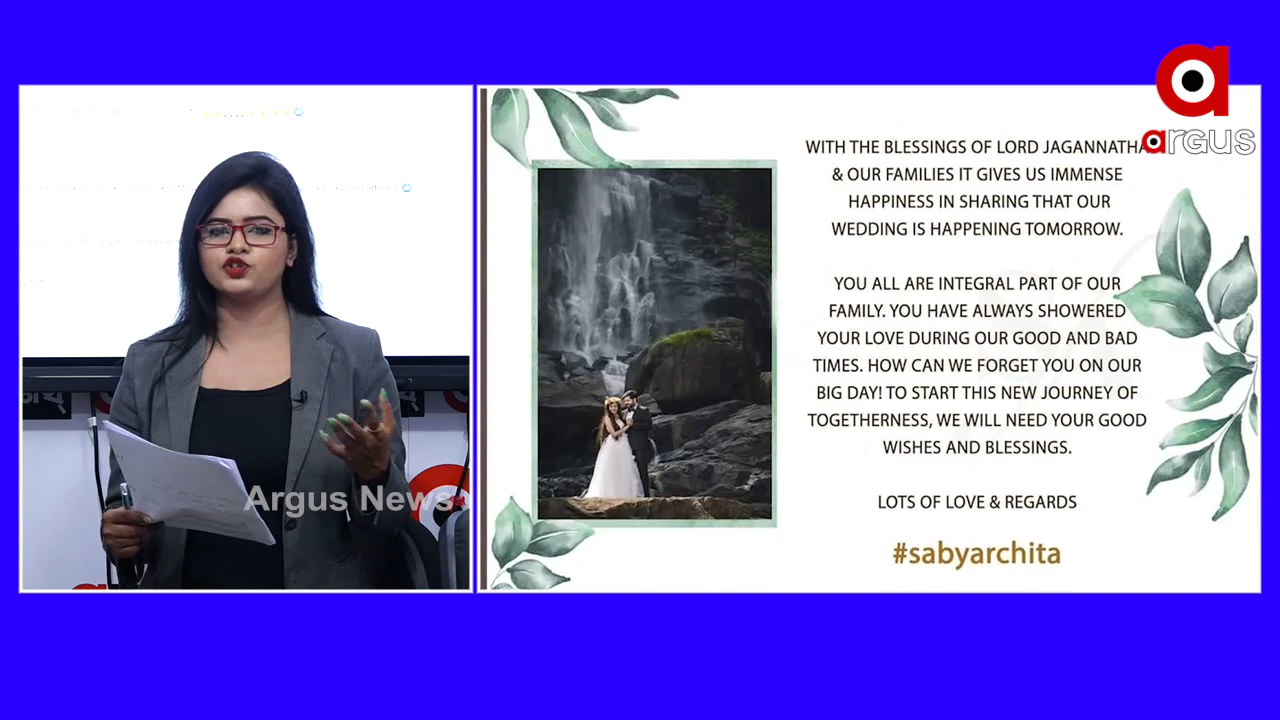 argus
WITH THE BLESSINGS OF LORD JAGANNATHA
& OUR FAMILIES IT GIVES US IMMENSE
HAPPINESS IN SHARING THAT OUR
WEDDING IS HAPPENING TOMORROW.
YOU ALL ARE INTEGRAL PART OF OUR
FAMILY. YOU HAVE ALWAYS SHOWERED
YOUR LOVE DURING OUR GOOD AND BAD
TIMES. HOW CAN WE FORGET YOU ON OUR
BIG DAY! TO START THIS NEW JOURNEY OF
TOGETHERNESS, WE WILL NEED YOUR GOOD
WISHES AND BLESSINGS.
LOTS OF LOVE & REGARDS
#sabyarchita
Argus News